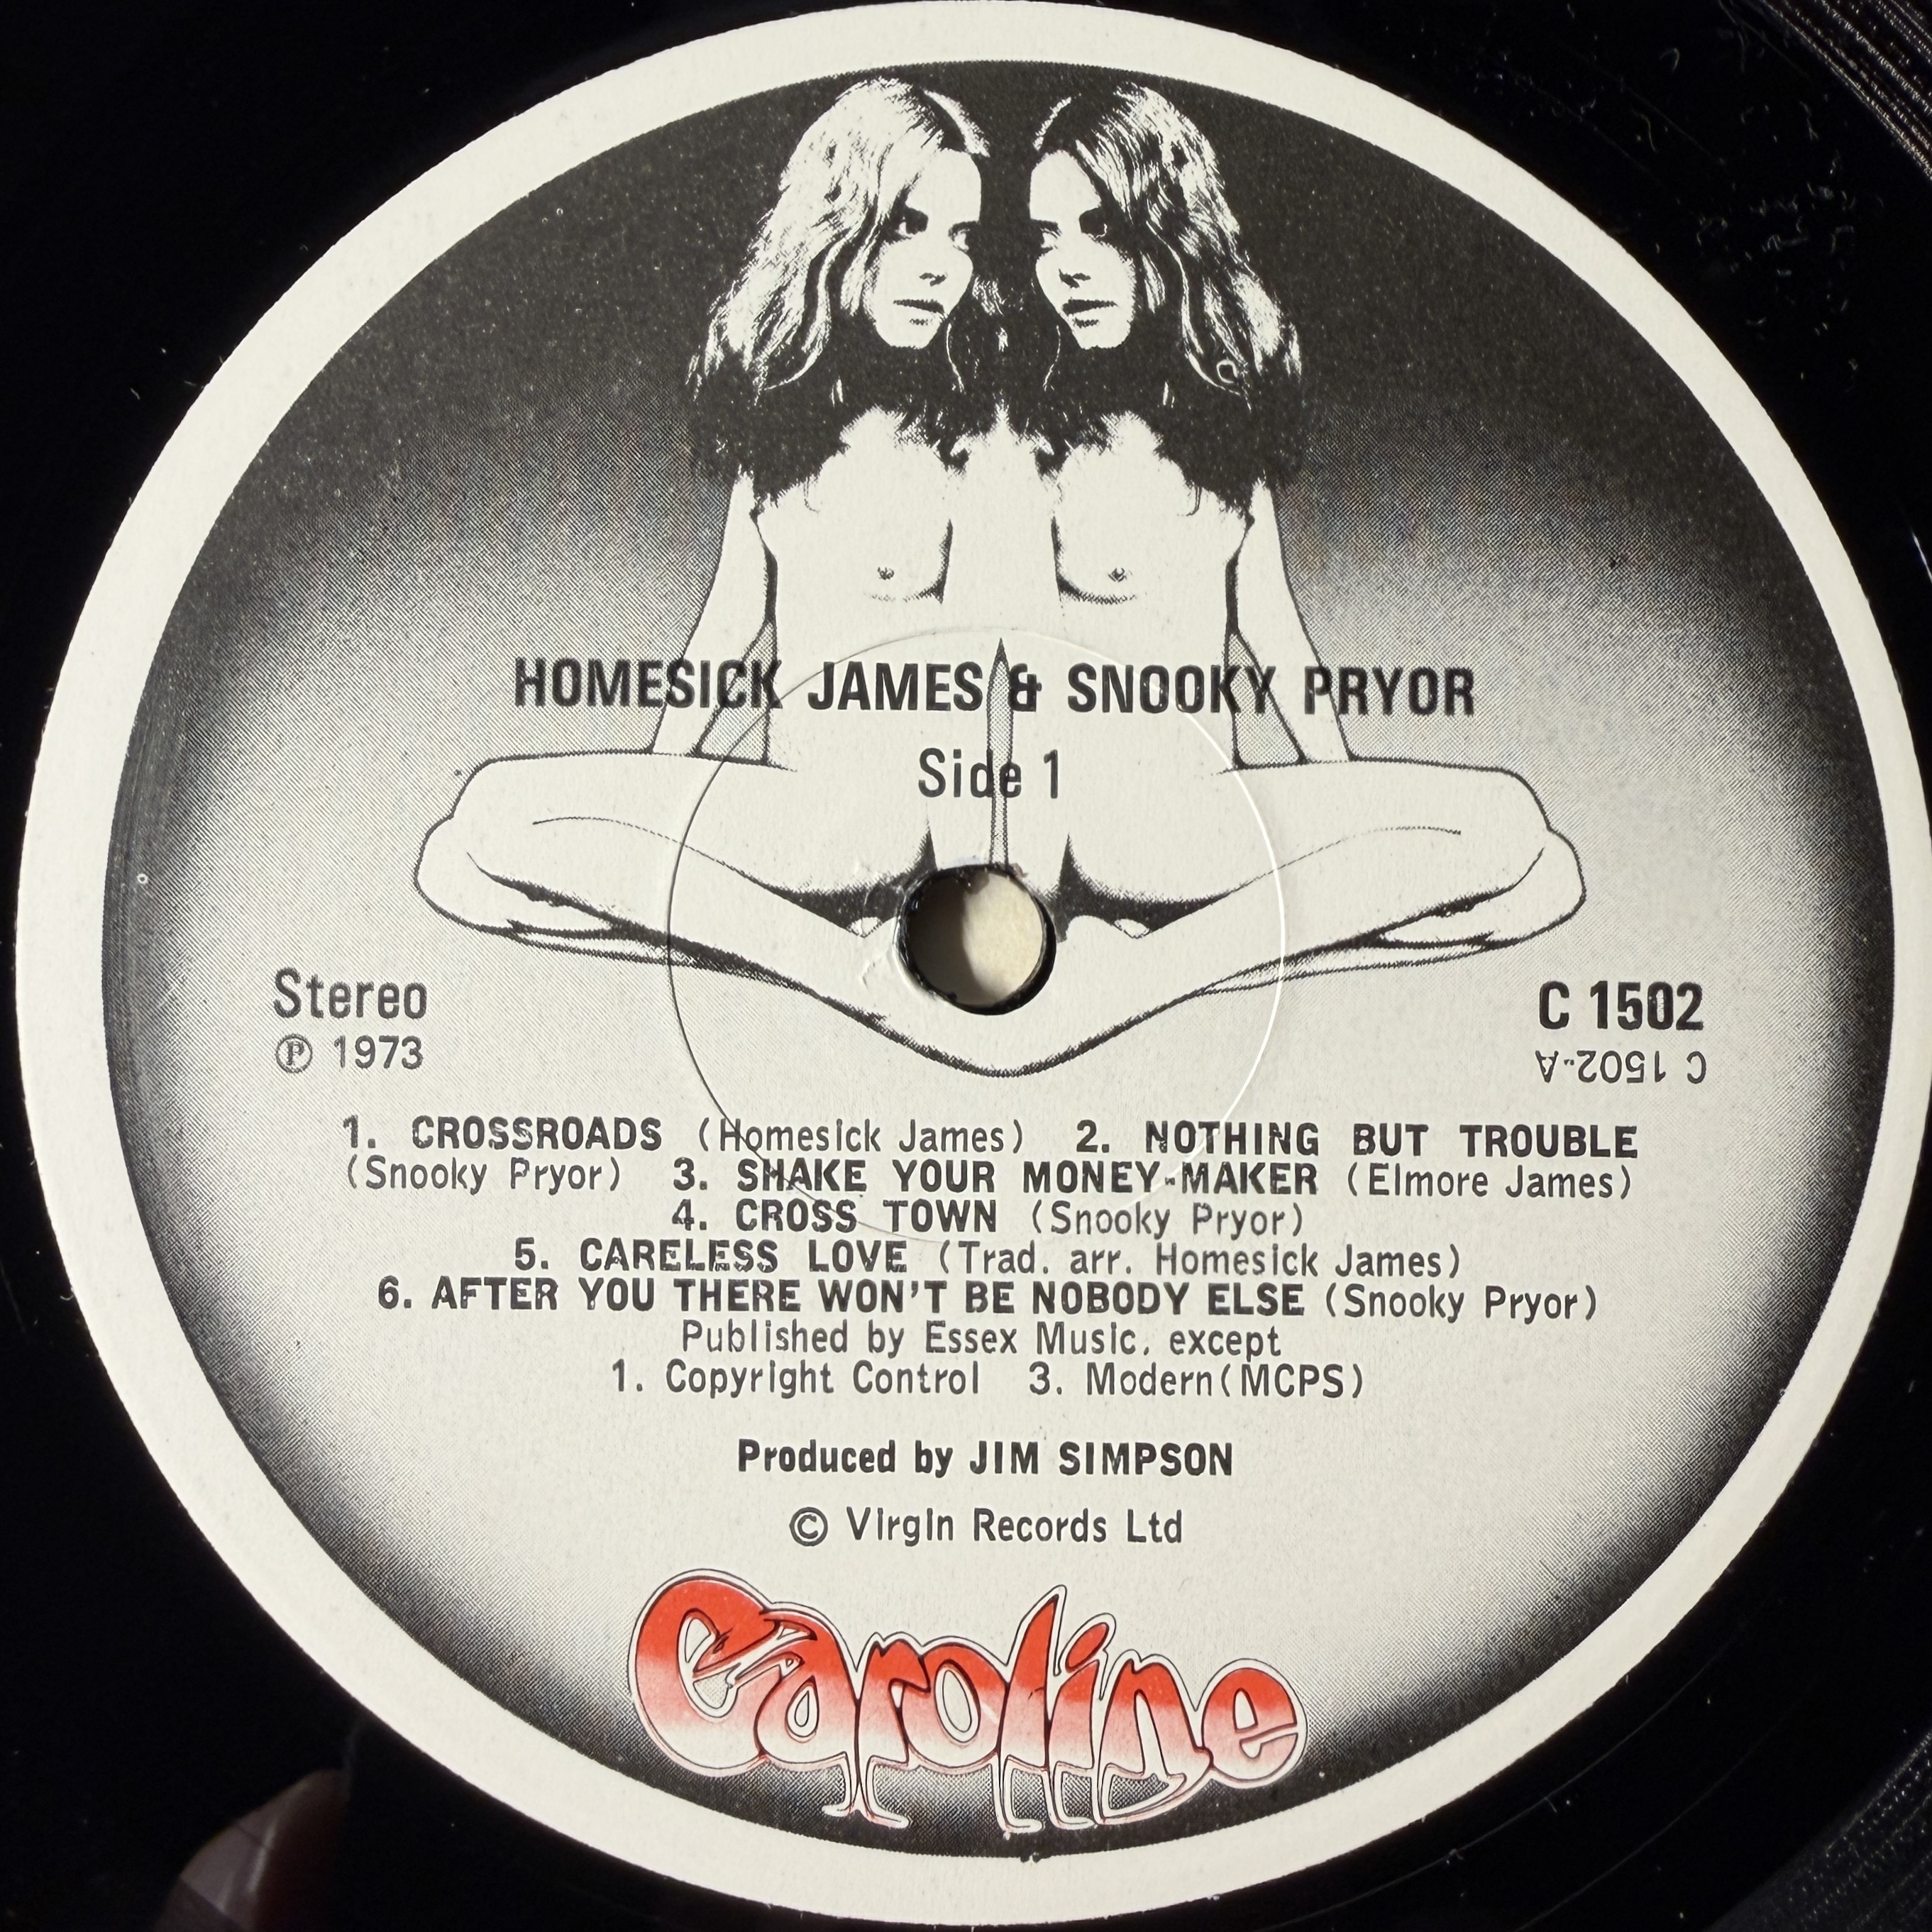 HOMESICK JAMES & SNOOKY PRYOR
Side 1
Stereo
℗ 1973
C 1502
C 1502-A
1. CROSSROADS (Homesick James) 2. NOTHING BUT TROUBLE
(Snooky Pryor) 3. SHAKE YOUR MONEY-MAKER (Elmore James)
4. CROSS TOWN (Snooky Pryor)
5. CARELESS LOVE (Trad. arr. Homesick James)
6. AFTER YOU THERE WON'T BE NOBODY ELSE (Snooky Pryor)
Published by Essex Music, except
1. Copyright Control 3. Modern(MCPS)
Produced by JIM SIMPSON
© Virgin Records Ltd
Caroline